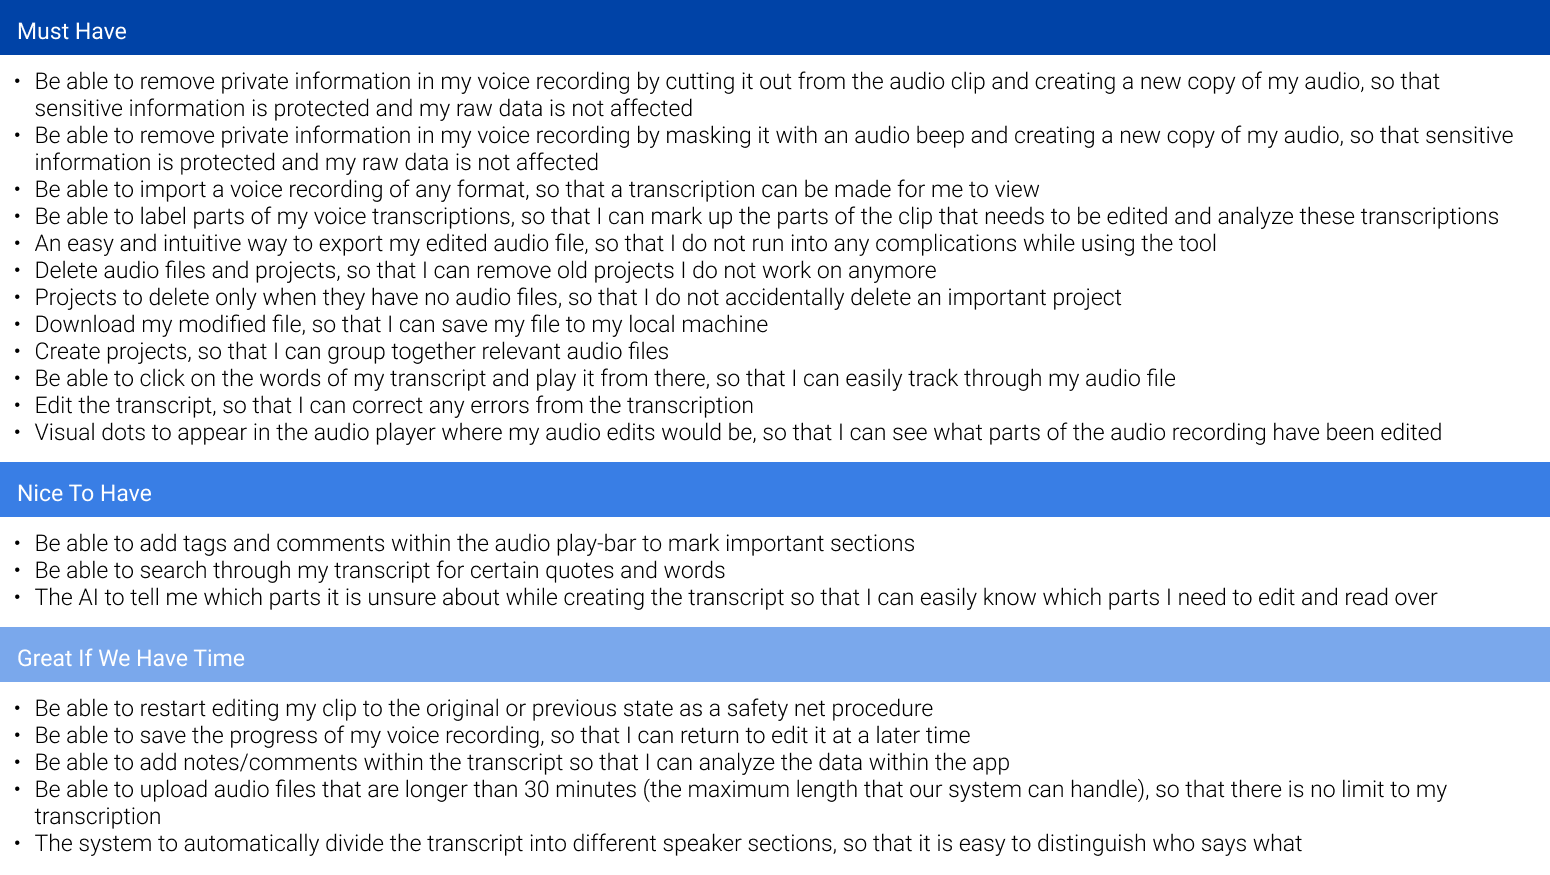 Must Have
• Be able to remove private information in my voice recording by cutting it out from the audio clip and creating a new copy of my audio, so that
sensitive information is protected and my raw data is not affected
• Be able to remove private information in my voice recording by masking it with an audio beep and creating a new copy of my audio, so that sensitive
information is protected and my raw data is not affected
• Be able to import a voice recording of any format, so that a transcription can be made for me to view
• Be able to label parts of my voice transcriptions, so that I can mark up the parts of the clip that needs to be edited and analyze these transcriptions
• An easy and intuitive way to export my edited audio file, so that I do not run into any complications while using the tool
• Delete audio files and projects, so that I can remove old projects I do not work on anymore
• Projects to delete only when they have no audio files, so that I do not accidentally delete an important project
• Download my modified file, so that I can save my file to my local machine
• Create projects, so that I can group together relevant audio files
• Be able to click on the words of my transcript and play it from there, so that I can easily track through my audio file
• Edit the transcript, so that I can correct any errors from the transcription
• Visual dots to appear in the audio player where my audio edits would be, so that I can see what parts of the audio recording have been edited
Nice To Have
• Be able to add tags and comments within the audio play-bar to mark important sections
• Be able to search through my transcript for certain quotes and words
• The AI to tell me which parts it is unsure about while creating the transcript so that I can easily know which parts I need to edit and read over
Great If We Have Time
• Be able to restart editing my clip to the original or previous state as a safety net procedure
• Be able to save the progress of my voice recording, so that I can return to edit it at a later time
• Be able to add notes/comments within the transcript so that I can analyze the data within the app
• Be able to upload audio files that are longer than 30 minutes (the maximum length that our system can handle), so that there is no limit to my
transcription
• The system to automatically divide the transcript into different speaker sections, so that it is easy to distinguish who says what